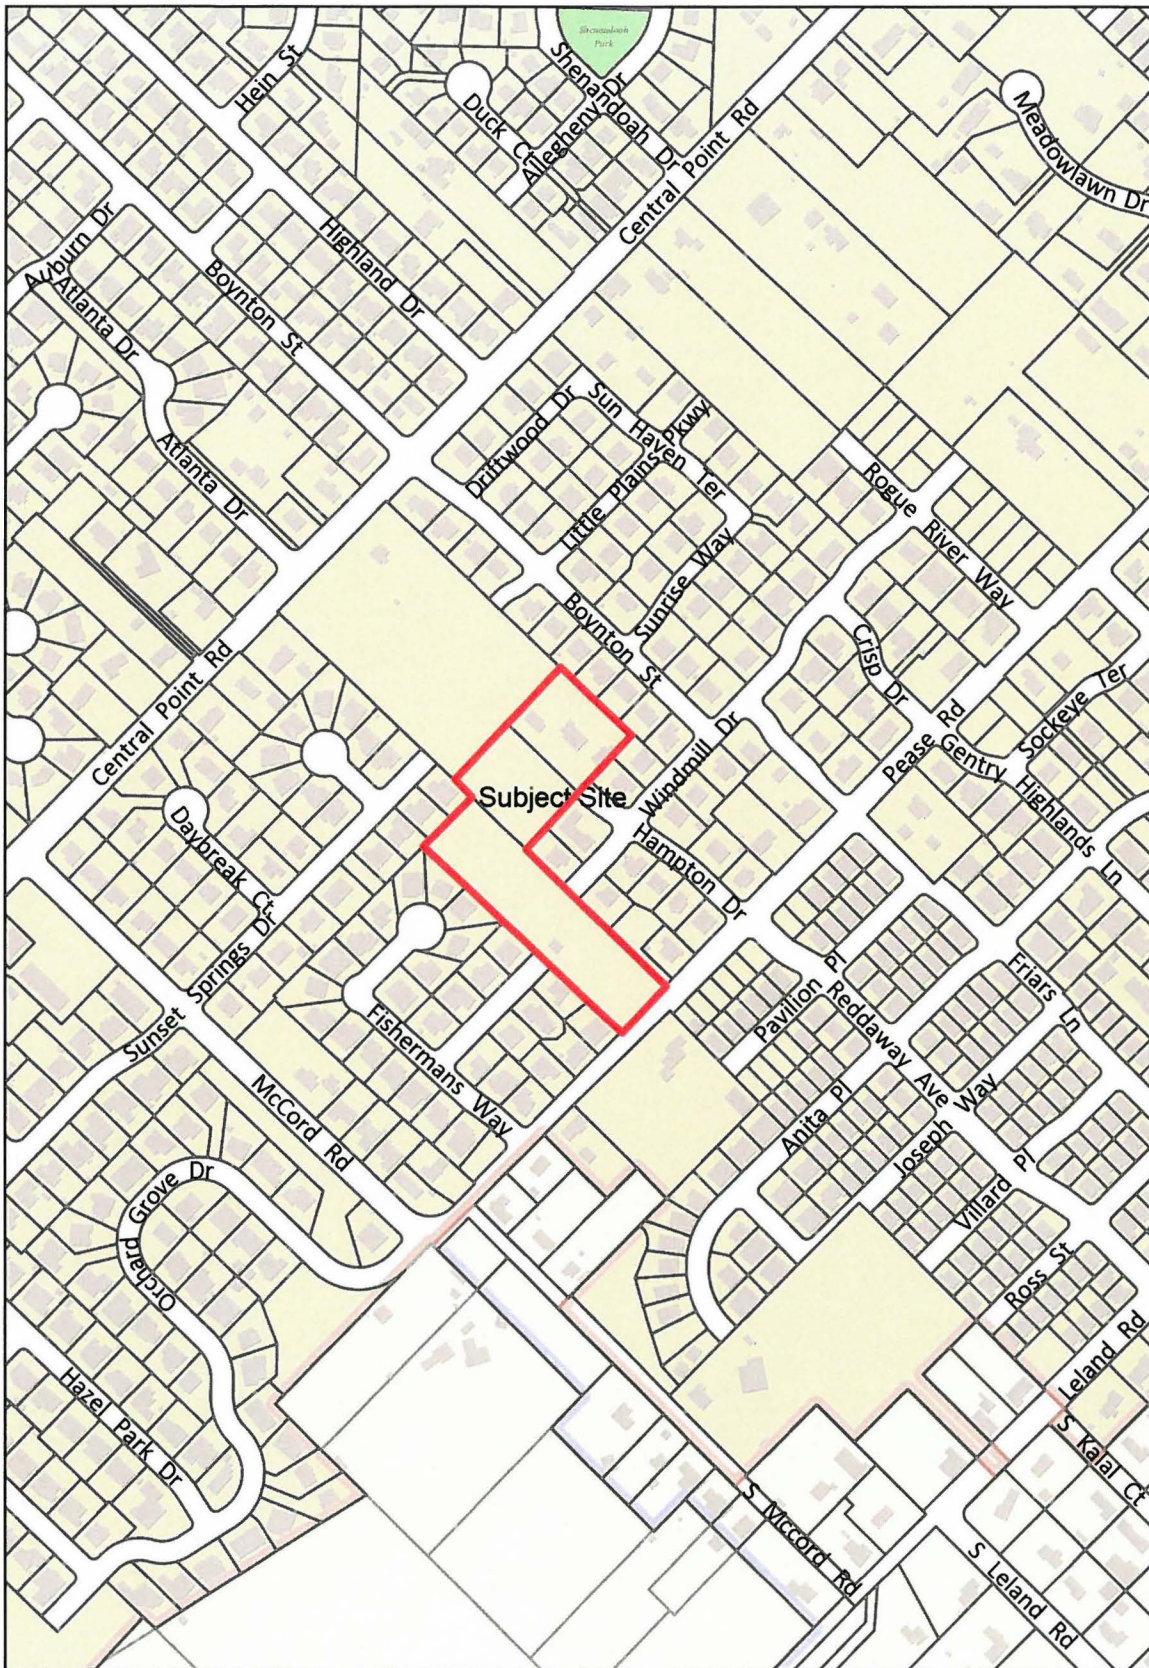 Shenandoah
Park
Hein St
Shenandoah Dr
Duck Ct
Allegheny Dr
Central Point Rd
Meadowlawn Dr
Auburn Dr
Highland Dr
Atlanta Dr
Boynton St
Driftwood Dr
Sun Haven Ter
Little Plains Pkwy
Atlanta Dr
Rogue River Way
Sunrise Way
Boynton St
Crisp Dr
Central Point Rd
Sockeye Ter
Pease Rd
Gentry Highlands Ln
Windmill Dr
Subject Site
Hampton Dr
Daybreak Ct
Sunset Springs Dr
Pavilion Pl
Reddaway Ave
Friars Ln
Fishermans Way
McCord Rd
Anita Pl
Joseph Way
Villard Pl
Orchard Grove Dr
Ross St
Leland Rd
Hazel Park Dr
S Kalal Ct
S Mccord Rd
S Leland Rd